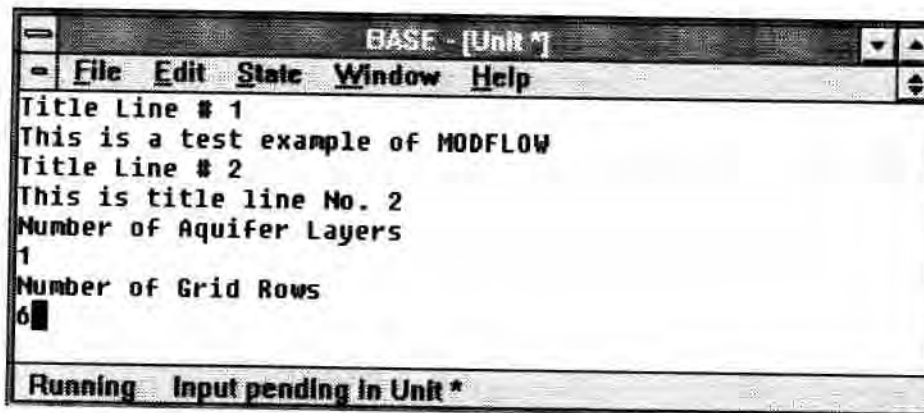 BASE - [Unit *]
File Edit State Window Help
Title Line # 1
This is a test example of MODFLOW
Title Line # 2
This is title line No. 2
Number of Aquifer Layers
1
Number of Grid Rows
6
Running Input pending in Unit *